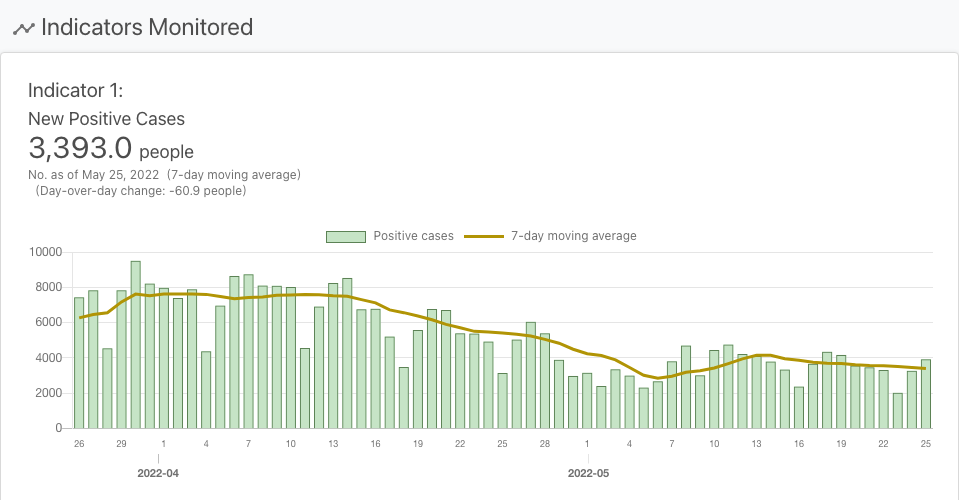 Indicators Monitored
Indicator 1:
New Positive Cases
3,393.0 people
No. as of May 25, 2022 (7-day moving average)
(Day-over-day change: -60.9 people)
Positive cases 7-day moving average
10000
8000
6000
4000
2000
0
26 29 1 4 7 10 13 16 19 22 25 28 1 4 7 10 13 16 19 22 25
2022-04 2022-05